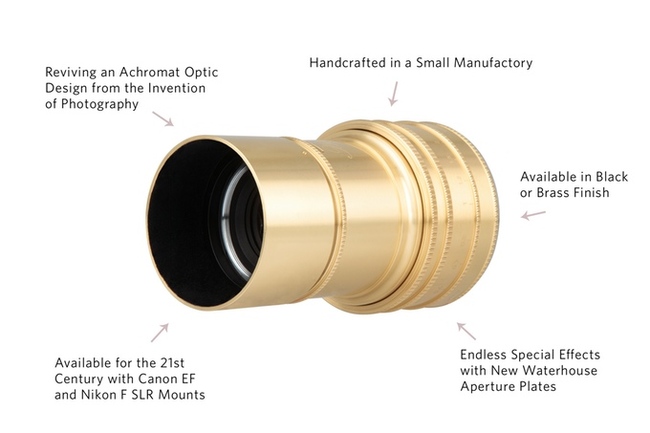 Handcrafted in a Small Manufactory
Reviving an Achromat Optic
Design from the Invention
of Photography
Available in Black
or Brass Finish
Available for the 21st
Century with Canon EF
and Nikon F SLR Mounts
Endless Special Effects
with New Waterhouse
Aperture Plates